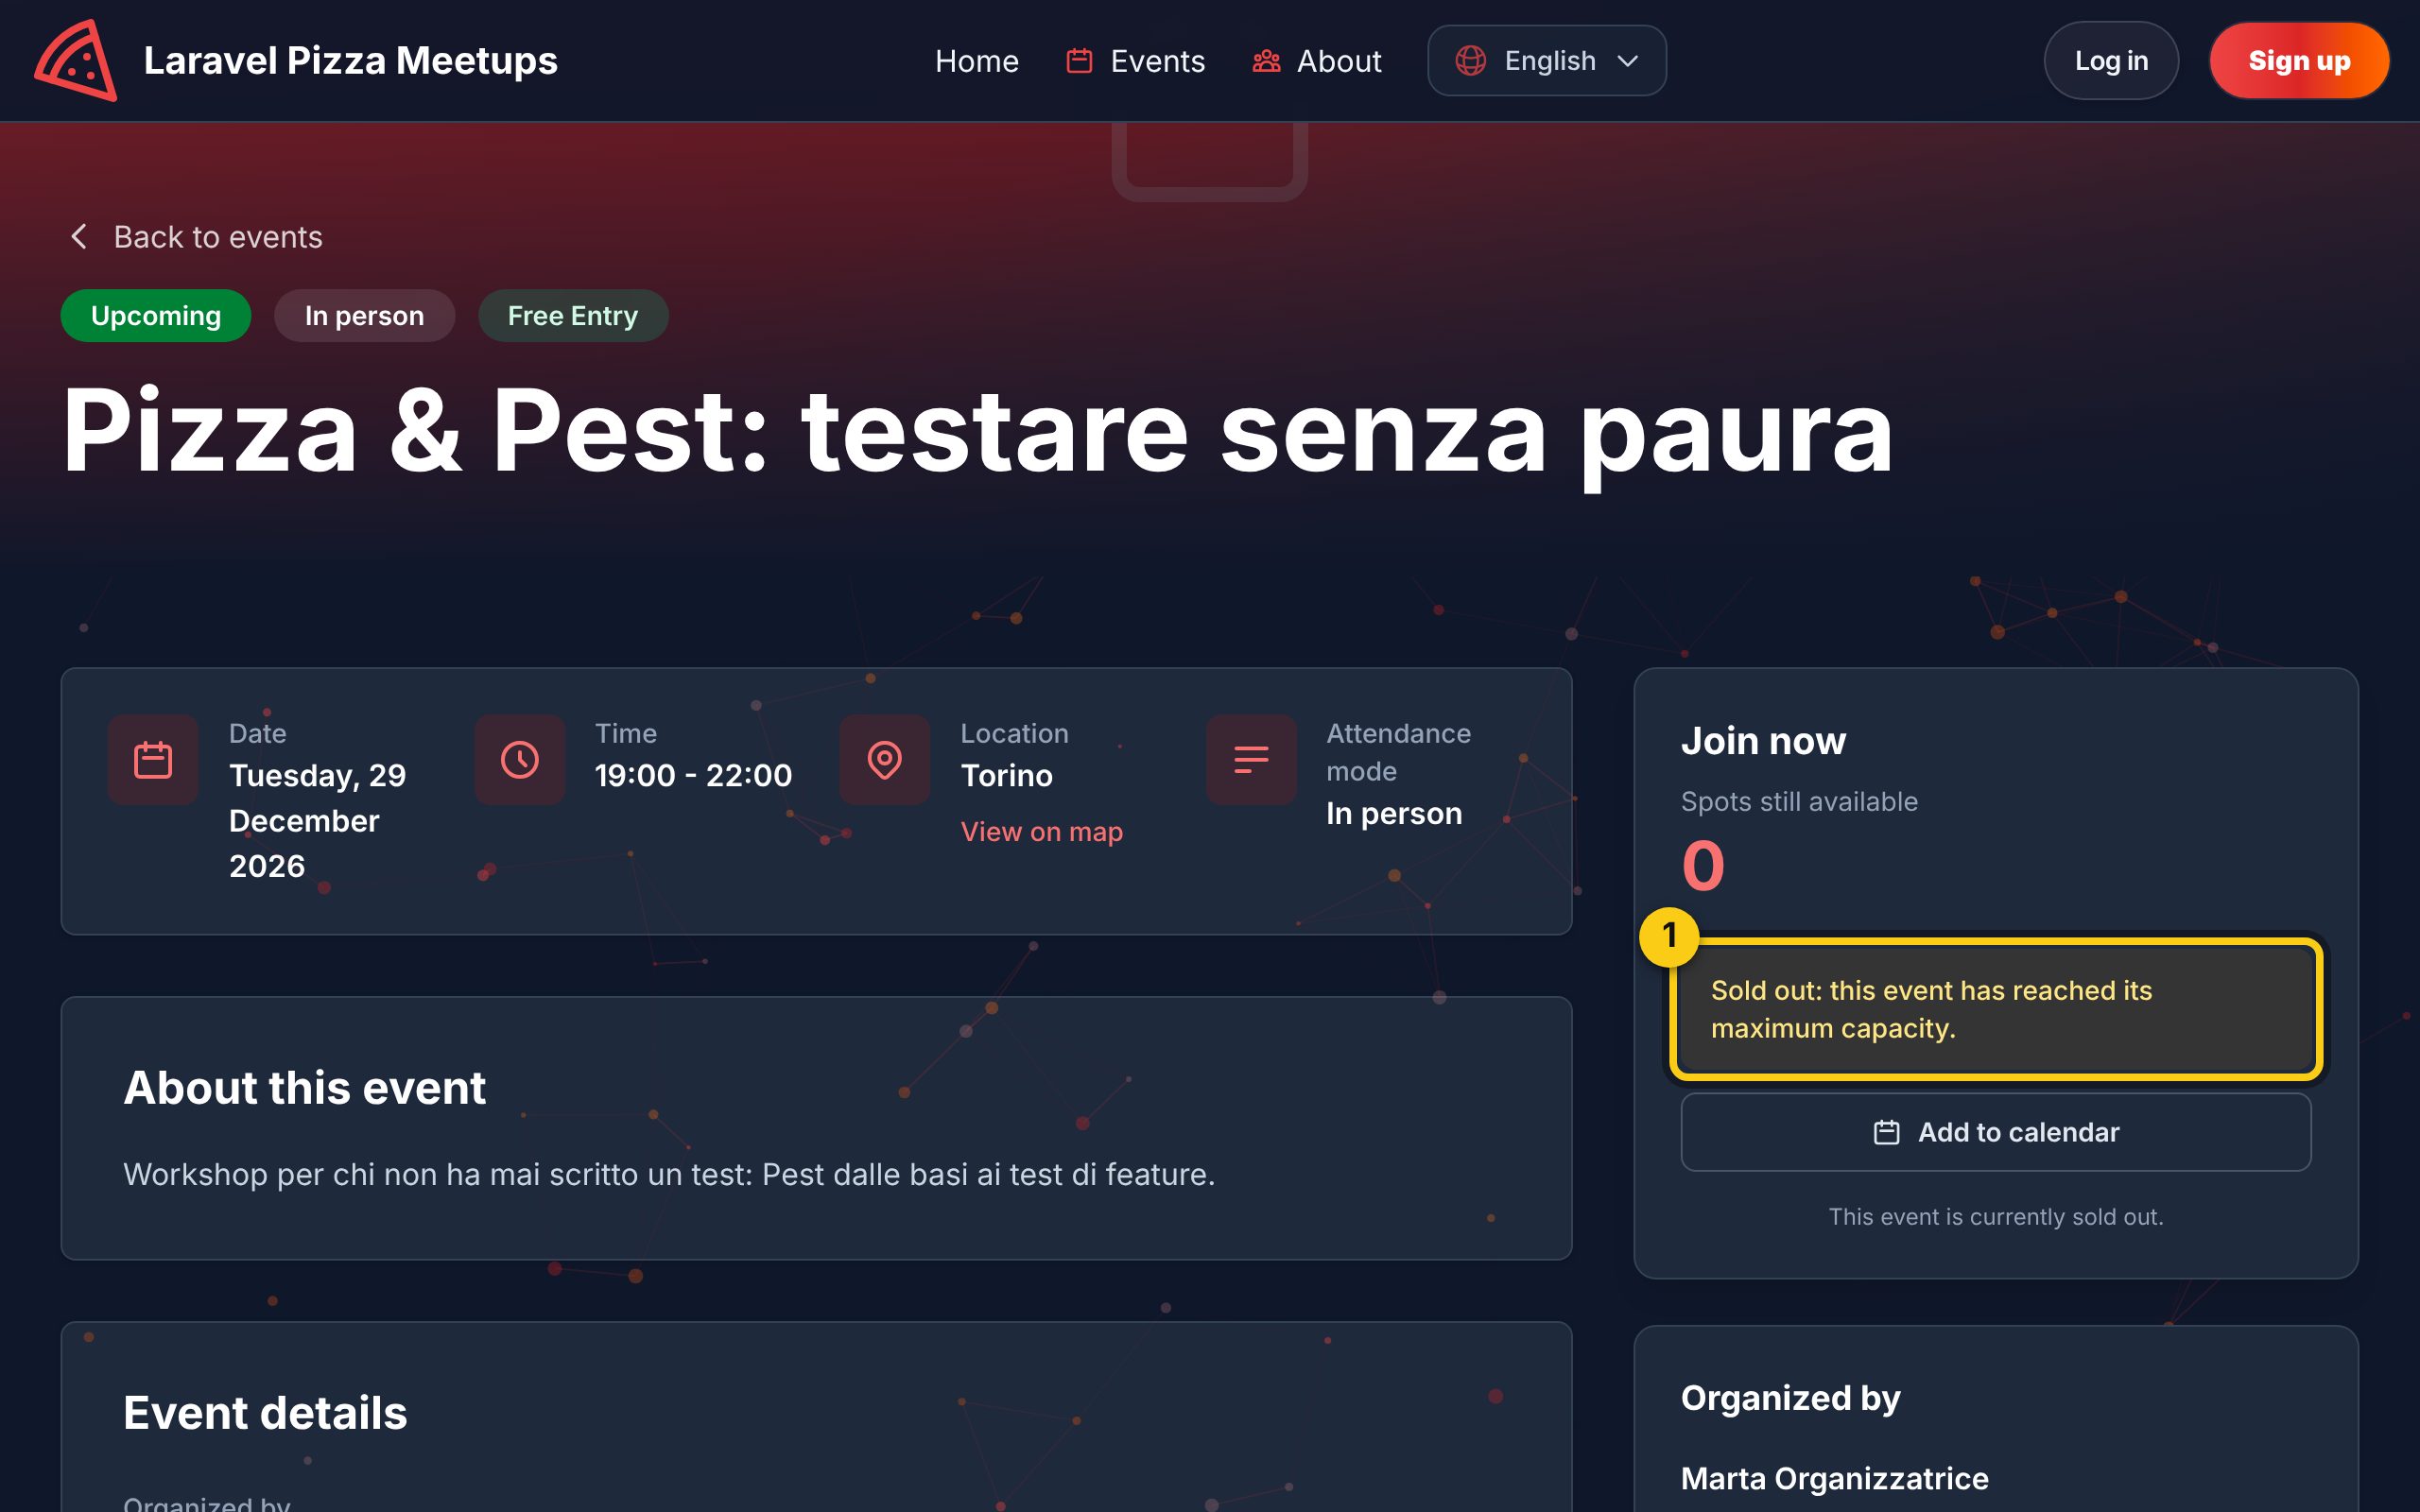 Laravel Pizza Meetups
Home
Events
About
English
Log in
Sign up
Back to events
Upcoming
In person
Free Entry
Pizza & Pest: testare senza paura
Date
Tuesday, 29
December
2026
Time
19:00 - 22:00
Location
Torino
View on map
Attendance
mode
In person
Join now
Spots still available
0
1
Sold out: this event has reached its
maximum capacity.
Add to calendar
This event is currently sold out.
About this event
Workshop per chi non ha mai scritto un test: Pest dalle basi ai test di feature.
Event details
Organized by
Organized by
Marta Organizzatrice